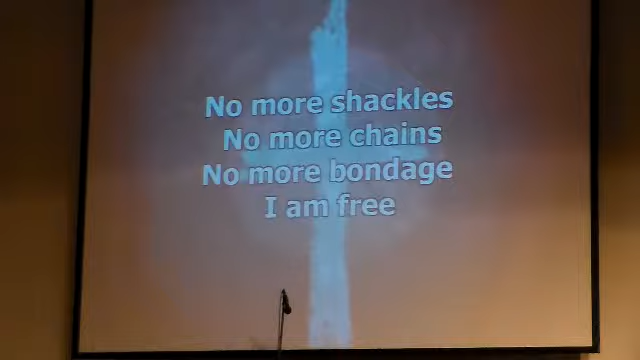 No more shackles
No more chains
No more bondage
I am free